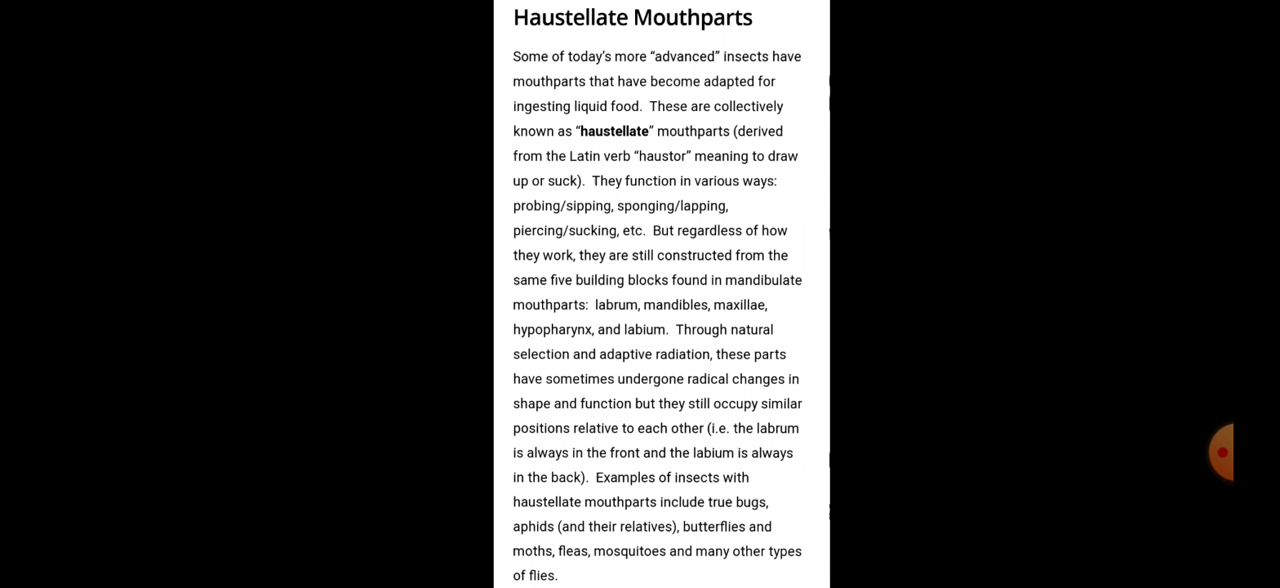 Haustellate Mouthparts
Some of today's more “advanced” insects have
mouthparts that have become adapted for
ingesting liquid food.  These are collectively
known as “haustellate” mouthparts (derived
from the Latin verb “haustor” meaning to draw
up or suck).  They function in various ways:
probing/sipping, sponging/lapping,
piercing/sucking, etc.  But regardless of how
they work, they are still constructed from the
same five building blocks found in mandibulate
mouthparts:  labrum, mandibles, maxillae,
hypopharynx, and labium.  Through natural
selection and adaptive radiation, these parts
have sometimes undergone radical changes in
shape and function but they still occupy similar
positions relative to each other (i.e. the labrum
is always in the front and the labium is always
in the back).  Examples of insects with
haustellate mouthparts include true bugs,
aphids (and their relatives), butterflies and
moths, fleas, mosquitoes and many other types
of flies.